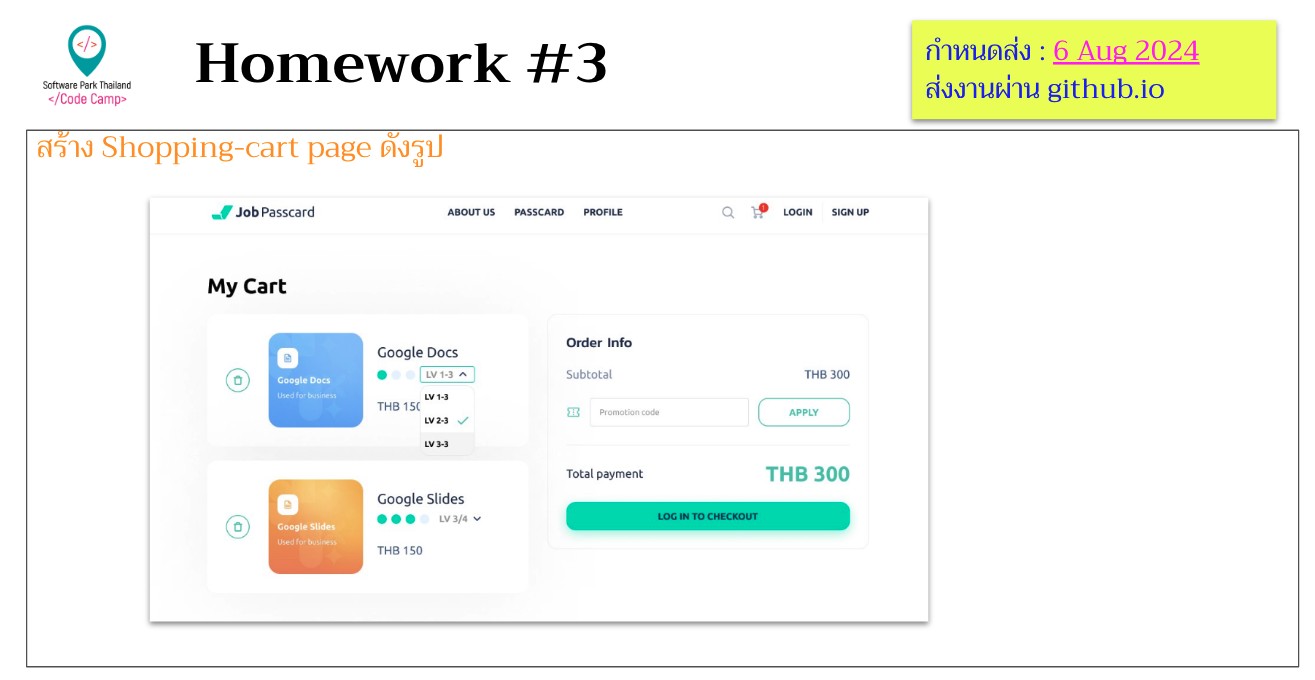 </>
Software Park Thailand
</Code Camp>
Homework #3
กำหนดส่ง : 6 Aug 2024
ส่งงานผ่าน github.io
สร้าง Shopping-cart page ดังรูป
Job Passcard
ABOUT US PASSCARD PROFILE
! LOGIN SIGN UP
My Cart
Google Docs
Used for business
Google Docs
LV 1-3
THB 150
LV 1-3
LV 2-3
LV 3-3
Google Slides
Used for business
Google Slides
LV 3/4
THB 150
Order Info
Subtotal THB 300
Promotion code APPLY
Total payment THB 300
LOG IN TO CHECKOUT